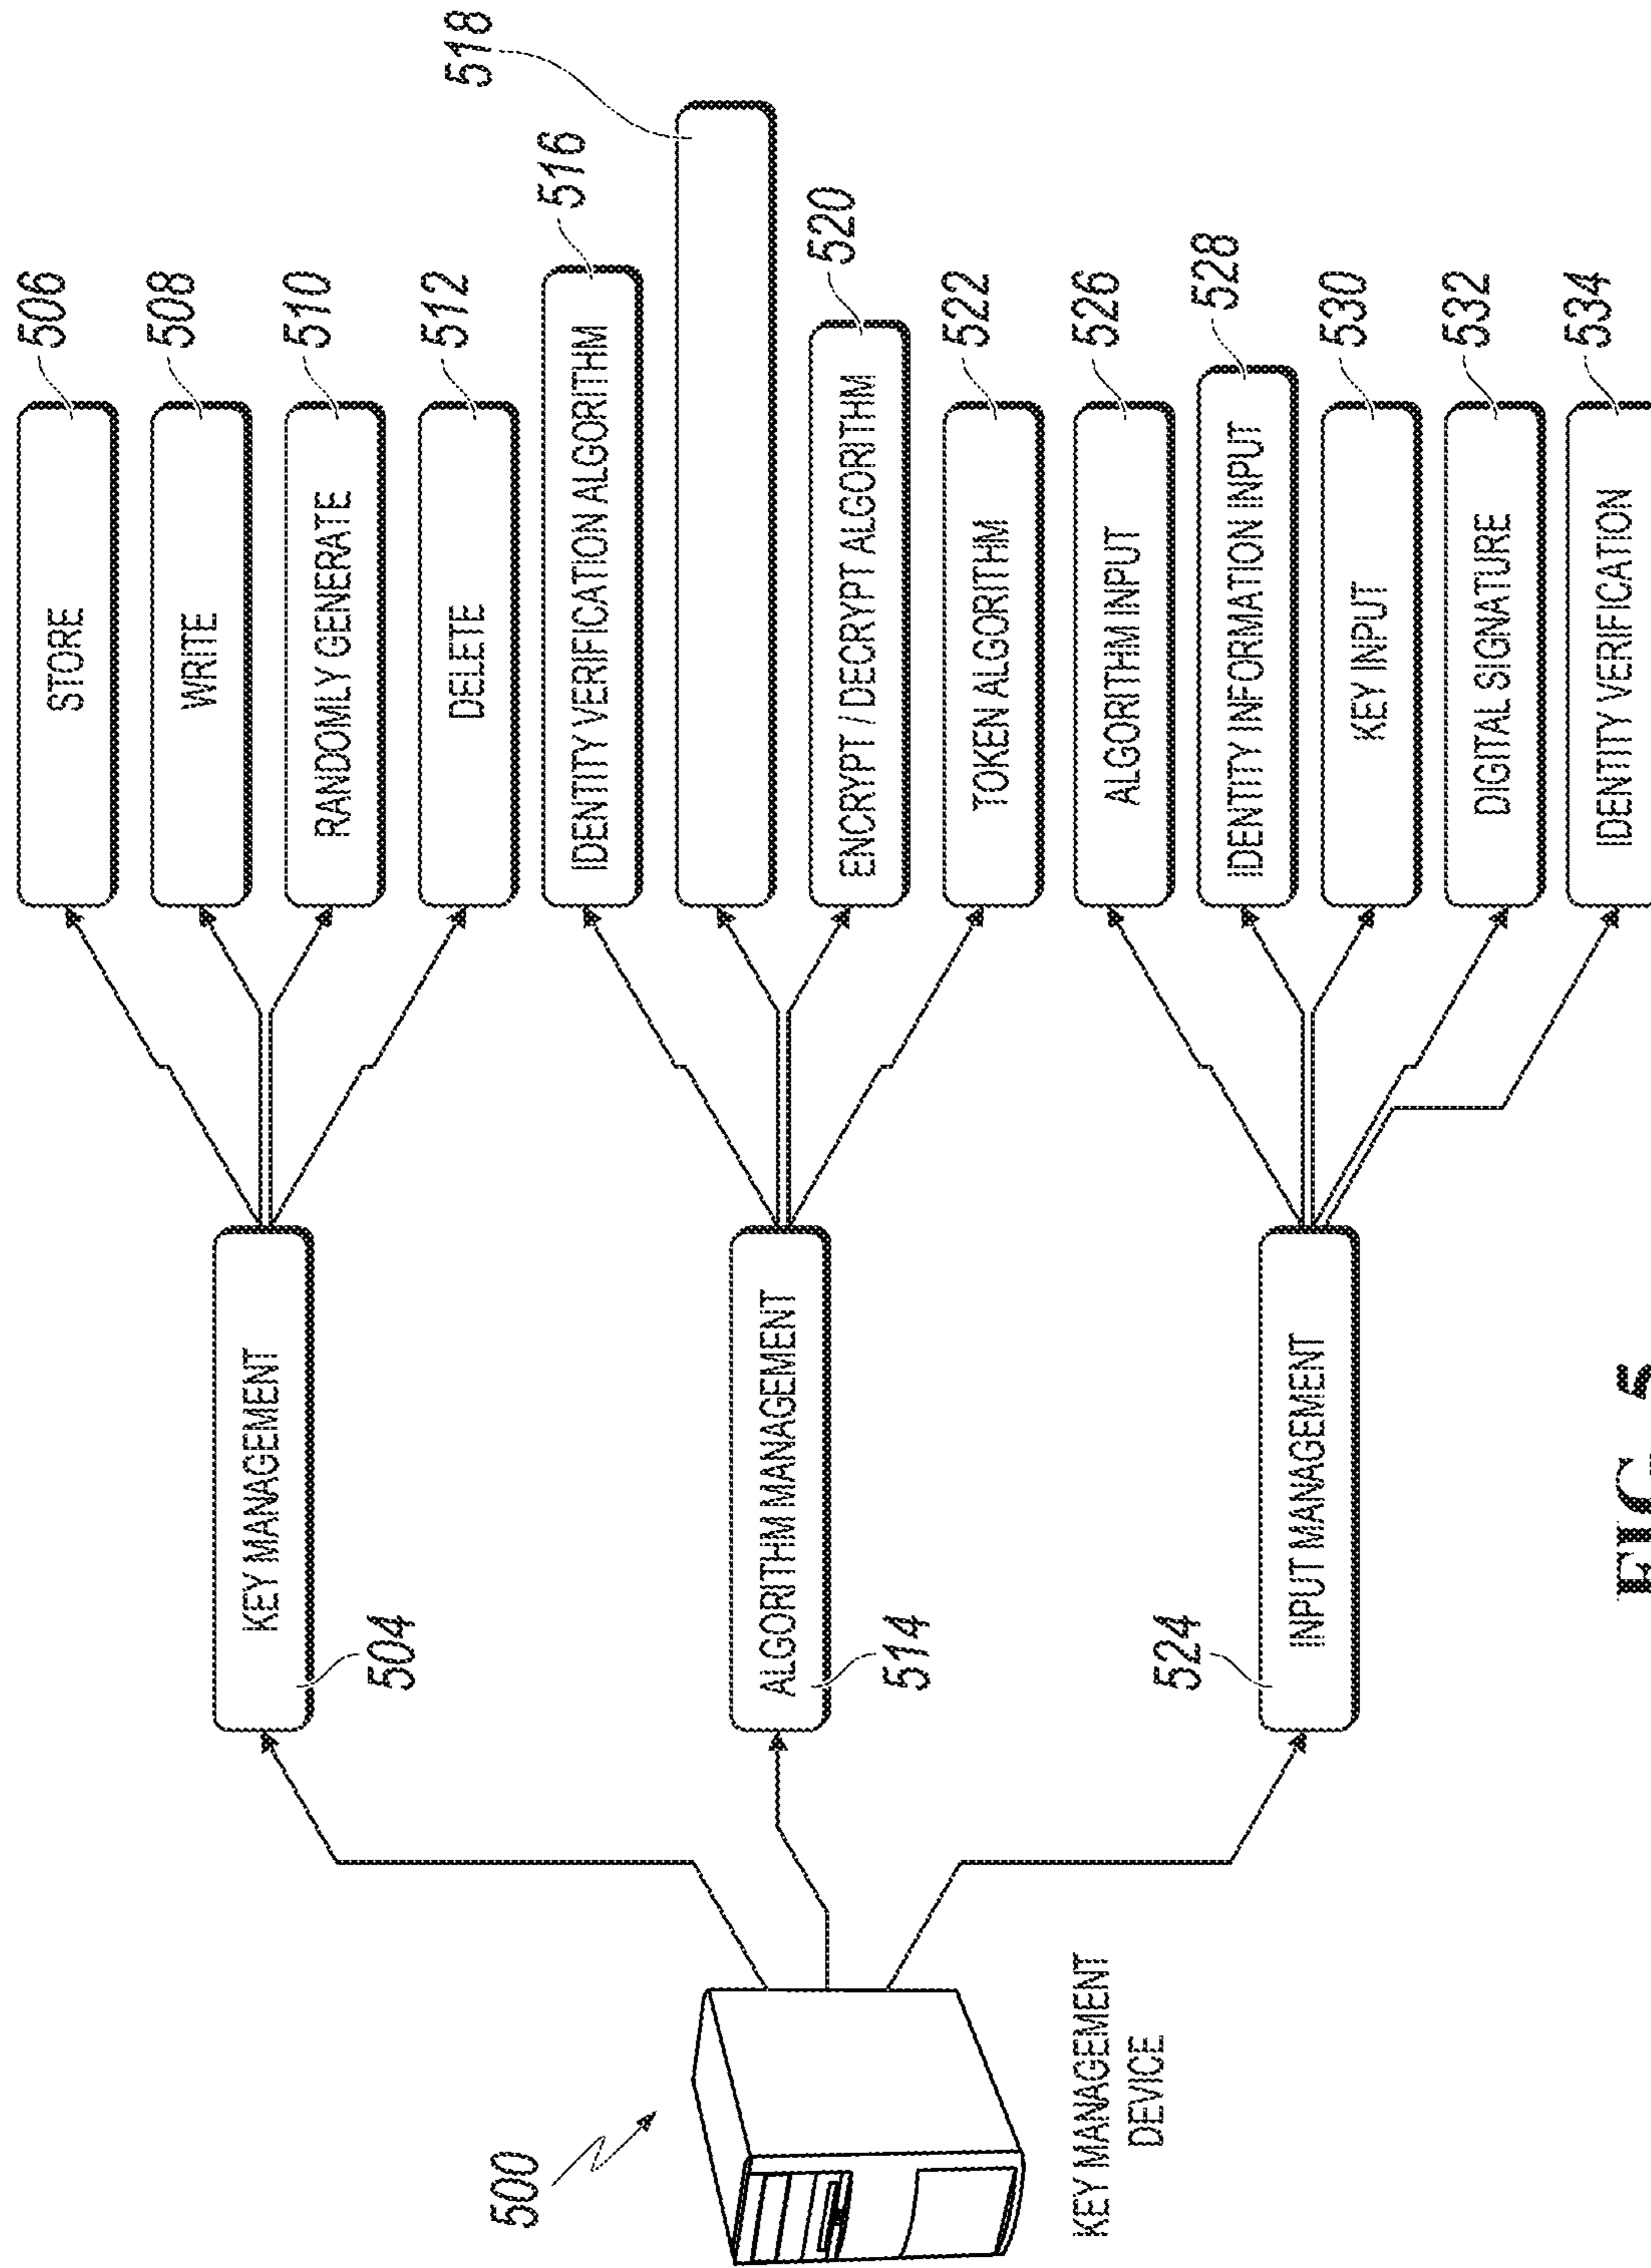 500
KEY MANAGEMENT
DEVICE
504
KEY MANAGEMENT
514
ALGORITHM MANAGEMENT
524
INPUT MANAGEMENT
STORE
506
WRITE
508
RANDOMLY GENERATE
510
DELETE
512
IDENTITY VERIFICATION ALGORITHM
516
518
ENCRYPT / DECRYPT ALGORITHM
520
TOKEN ALGORITHM
522
ALGORITHM INPUT
526
IDENTITY INFORMATION INPUT
528
KEY INPUT
530
DIGITAL SIGNATURE
532
IDENTITY VERIFICATION
534
FIG. 5